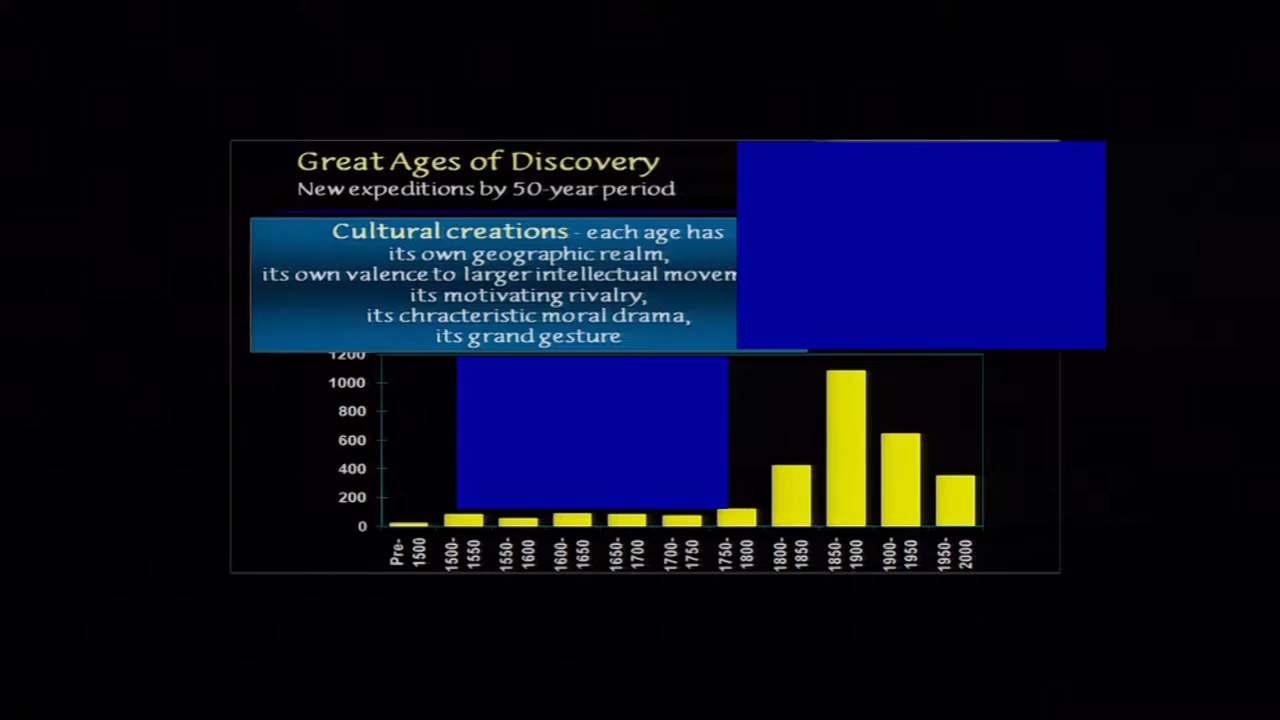 Great Ages of Discovery
New expeditions by 50-year period
Cultural creations - each age has
its own geographic realm,
its own valence to larger intellectual
its motivating rivalry,
its chracteristic moral drama,
its grand gesture
1200
1000
800
600
400
200
0
Pre-1500
1500-1550
1550-1600
1600-1650
1650-1700
1700-1750
1750-1800
1800-1850
1850-1900
1900-1950
1950-2000